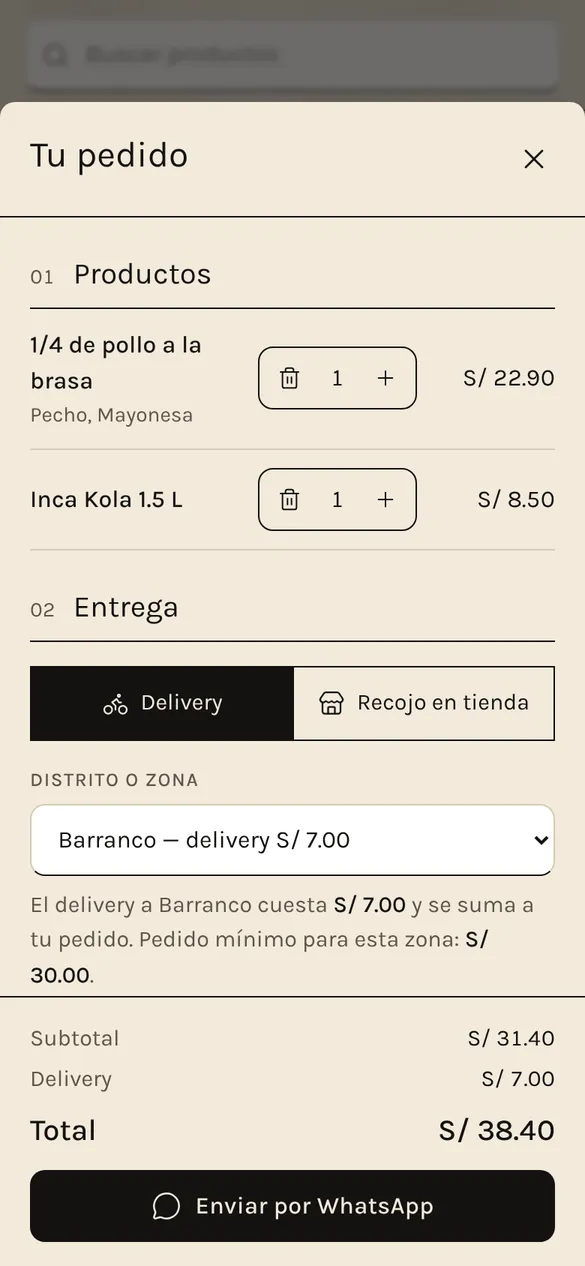 Buscar productos
Tu pedido
01 Productos
1/4 de pollo a la
brasa
Pecho, Mayonesa
1
S/ 22.90
Inca Kola 1.5 L
1
S/ 8.50
02 Entrega
Delivery
Recojo en tienda
DISTRITO O ZONA
Barranco — delivery S/ 7.00
El delivery a Barranco cuesta S/ 7.00 y se suma a
tu pedido. Pedido mínimo para esta zona: S/
30.00.
Subtotal S/ 31.40
Delivery S/ 7.00
Total S/ 38.40
Enviar por WhatsApp